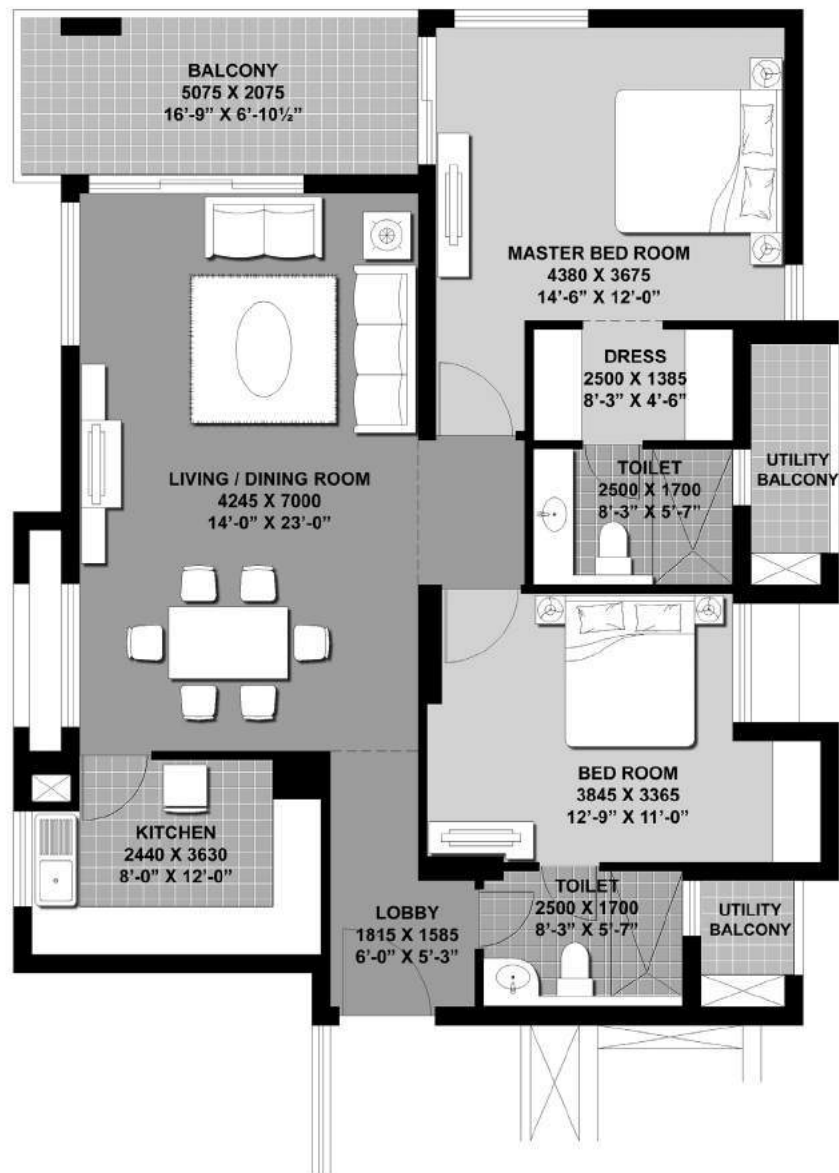 BALCONY
5075 X 2075
16’-9” X 6’-10½”
MASTER BED ROOM
4380 X 3675
14’-6” X 12’-0”
DRESS
2500 X 1385
8’-3” X 4’-6”
LIVING / DINING ROOM
4245 X 7000
14’-0” X 23’-0”
TOILET
2500 X 1700
8’-3” X 5’-7”
UTILITY
BALCONY
BED ROOM
3845 X 3365
12’-9” X 11’-0”
KITCHEN
2440 X 3630
8’-0” X 12’-0”
LOBBY
1815 X 1585
6’-0” X 5’-3”
TOILET
2500 X 1700
8’-3” X 5’-7”
UTILITY
BALCONY